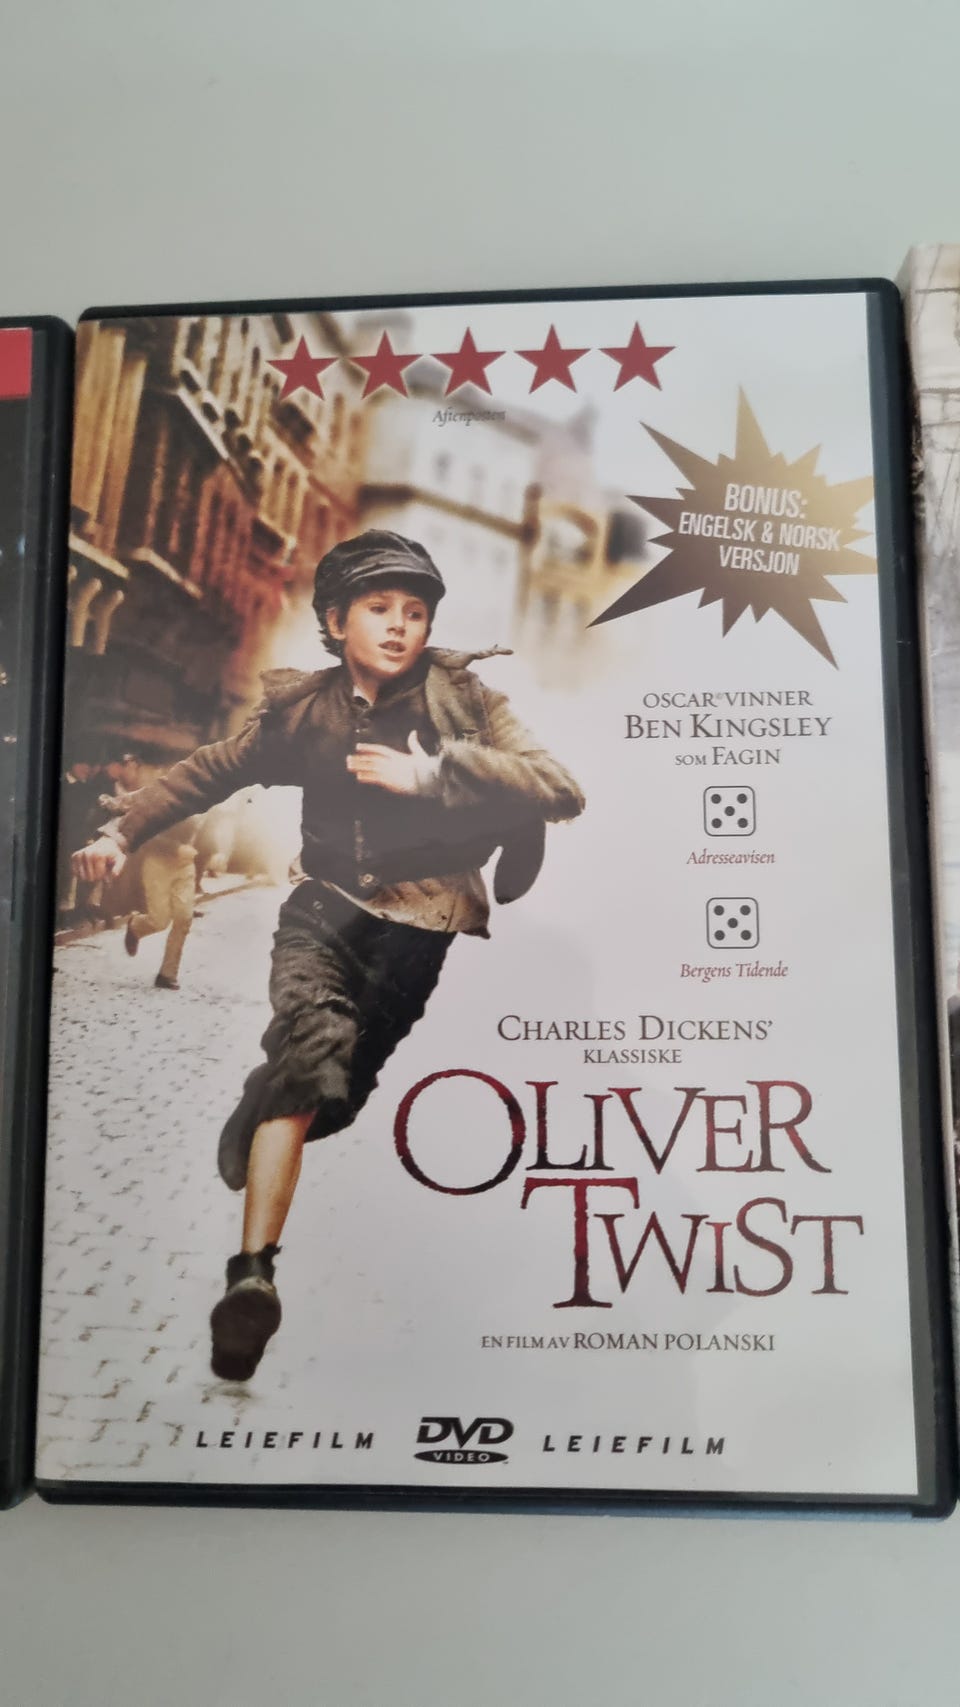 Aftenposten
BONUS:
ENGELSK & NORSK
VERSJON
OSCAR® VINNER
BEN KINGSLEY
SOM FAGIN
Adresseavisen
Bergens Tidende
CHARLES DICKENS'
KLASSISKE
OLIVER
TWIST
EN FILM AV ROMAN POLANSKI
LEIEFILM DVD VIDEO LEIEFILM